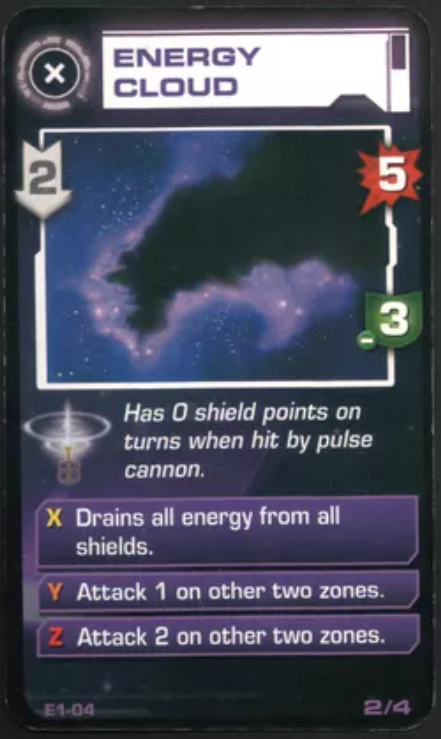 ENERGY
CLOUD
2
5
-3
Has 0 shield points on
turns when hit by pulse
cannon.
X Drains all energy from all
shields.
Y Attack 1 on other two zones.
Z Attack 2 on other two zones.
E1-04 2/4